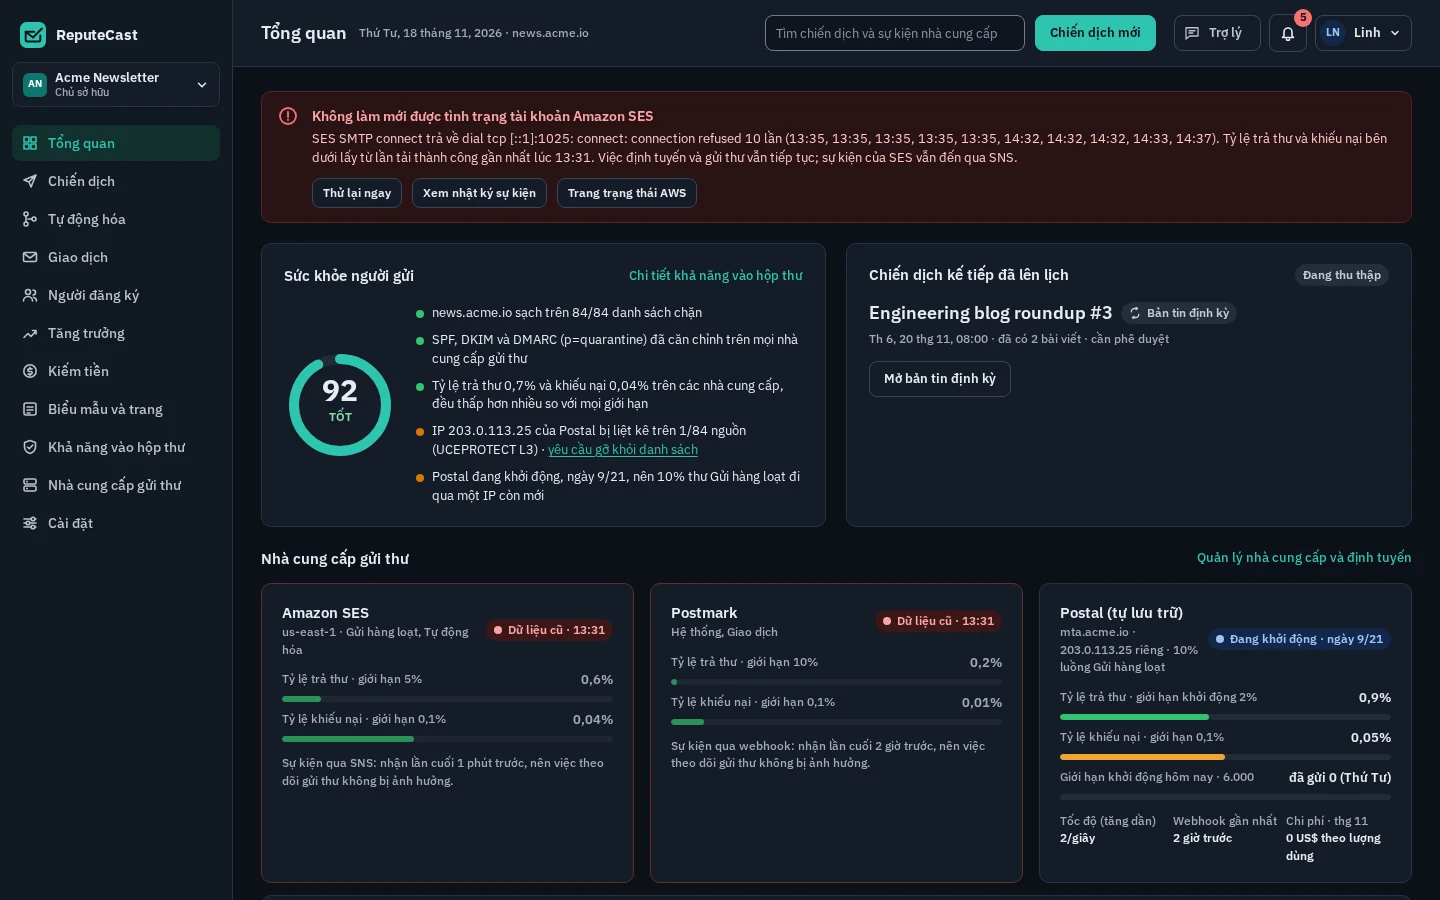 ReputeCast
AN
Acme Newsletter
Chủ sở hữu
Tổng quan
Chiến dịch
Tự động hóa
Giao dịch
Người đăng ký
Tăng trưởng
Kiếm tiền
Biểu mẫu và trang
Khả năng vào hộp thư
Nhà cung cấp gửi thư
Cài đặt
Tổng quan
Thứ Tư, 18 tháng 11, 2026 · news.acme.io
Tìm chiến dịch và sự kiện nhà cung cấp
Chiến dịch mới
Trợ lý
5
LN
Linh
Không làm mới được tình trạng tài khoản Amazon SES
SES SMTP connect trả về dial tcp [::1]:1025: connect: connection refused 10 lần (13:35, 13:35, 13:35, 13:35, 13:35, 14:32, 14:32, 14:32, 14:33, 14:37). Tỷ lệ trả thư và khiếu nại bên
dưới lấy từ lần tải thành công gần nhất lúc 13:31. Việc định tuyến và gửi thư vẫn tiếp tục; sự kiện của SES vẫn đến qua SNS.
Thử lại ngay
Xem nhật ký sự kiện
Trang trạng thái AWS
Sức khỏe người gửi
Chi tiết khả năng vào hộp thư
92
TỐT
news.acme.io sạch trên 84/84 danh sách chặn
SPF, DKIM và DMARC (p=quarantine) đã căn chỉnh trên mọi nhà
cung cấp gửi thư
Tỷ lệ trả thư 0,7% và khiếu nại 0,04% trên các nhà cung cấp,
đều thấp hơn nhiều so với mọi giới hạn
IP 203.0.113.25 của Postal bị liệt kê trên 1/84 nguồn
(UCEPROTECT L3) · yêu cầu gỡ khỏi danh sách
Postal đang khởi động, ngày 9/21, nên 10% thư Gửi hàng loạt đi
qua một IP còn mới
Chiến dịch kế tiếp đã lên lịch
Đang thu thập
Engineering blog roundup #3
Bản tin định kỳ
Th 6, 20 thg 11, 08:00 · đã có 2 bài viết · cần phê duyệt
Mở bản tin định kỳ
Nhà cung cấp gửi thư
Quản lý nhà cung cấp và định tuyến
Amazon SES
us-east-1 · Gửi hàng loạt, Tự động
hóa
Dữ liệu cũ · 13:31
Tỷ lệ trả thư · giới hạn 5%
0,6%
Tỷ lệ khiếu nại · giới hạn 0,1%
0,04%
Sự kiện qua SNS: nhận lần cuối 1 phút trước, nên việc theo
dõi gửi thư không bị ảnh hưởng.
Postmark
Hệ thống, Giao dịch
Dữ liệu cũ · 13:31
Tỷ lệ trả thư · giới hạn 10%
0,2%
Tỷ lệ khiếu nại · giới hạn 0,1%
0,01%
Sự kiện qua webhook: nhận lần cuối 2 giờ trước, nên việc
theo dõi gửi thư không bị ảnh hưởng.
Postal (tự lưu trữ)
mta.acme.io ·
203.0.113.25 riêng · 10%
luồng Gửi hàng loạt
Đang khởi động · ngày 9/21
Tỷ lệ trả thư · giới hạn khởi động 2%
0,9%
Tỷ lệ khiếu nại · giới hạn 0,1%
0,05%
Giới hạn khởi động hôm nay · 6.000
đã gửi 0 (Thứ Tư)
Tốc độ (tăng dần)
2/giây
Webhook gần nhất
2 giờ trước
Chi phí · thg 11
0 US$ theo lượng
dùng